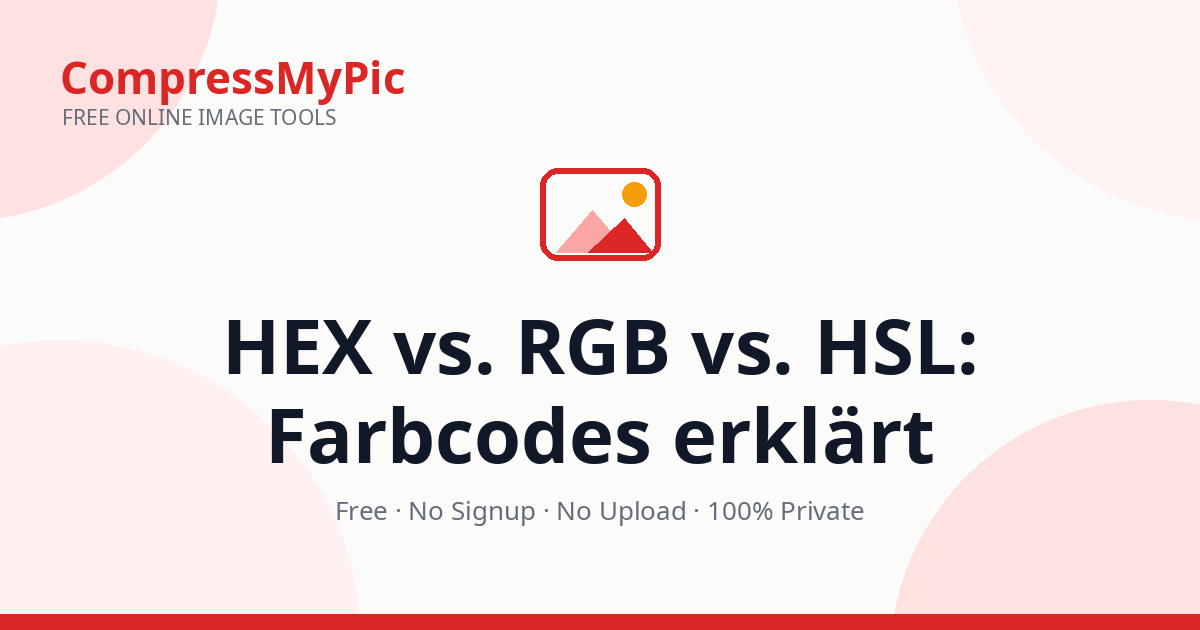 CompressMyPic
FREE ONLINE IMAGE TOOLS
HEX vs. RGB vs. HSL:
Farbcodes erklärt
Free · No Signup · No Upload · 100% Private